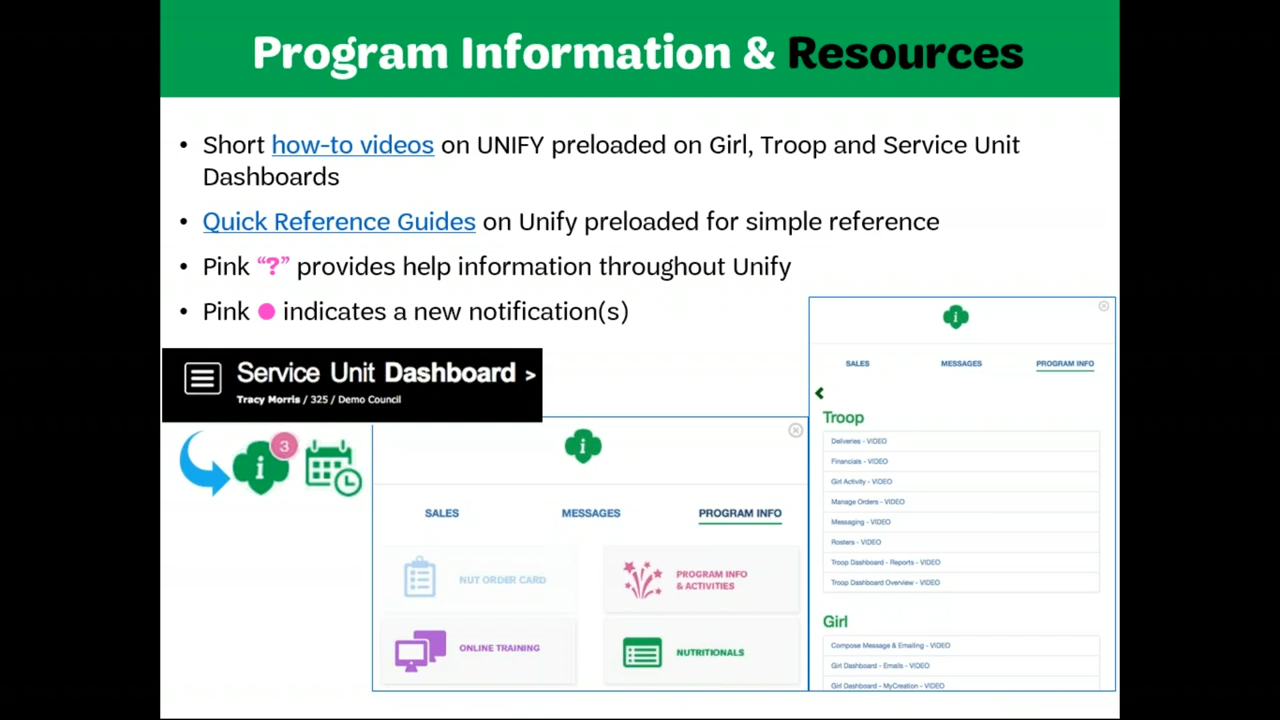 Program Information & Resources
• Short how-to videos on UNIFY preloaded on Girl, Troop and Service Unit
Dashboards
• Quick Reference Guides on Unify preloaded for simple reference
• Pink “?” provides help information throughout Unify
• Pink indicates a new notification(s)
Service Unit Dashboard >
Tracy Morris / 325 / Demo Council
i 3
i
SALES MESSAGES PROGRAM INFO
NUT ORDER CARD
PROGRAM INFO
& ACTIVITIES
ONLINE TRAINING
NUTRITIONALS
i
SALES MESSAGES PROGRAM INFO
Troop
Deliveries - VIDEO
Financials - VIDEO
Girl Activity - VIDEO
Manage Orders - VIDEO
Messaging - VIDEO
Rosters - VIDEO
Troop Dashboard - Reports - VIDEO
Troop Dashboard Overview - VIDEO
Girl
Compose Message & Emailing - VIDEO
Girl Dashboard - Emails - VIDEO
Girl Dashboard - MyCreation - VIDEO